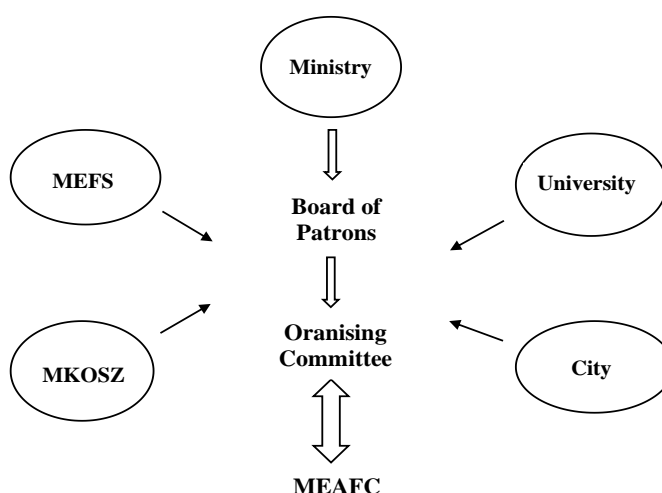 Ministry
MEFS
University
Board of
Patrons
Oranising
Committee
MKOSZ
City
MEAFC